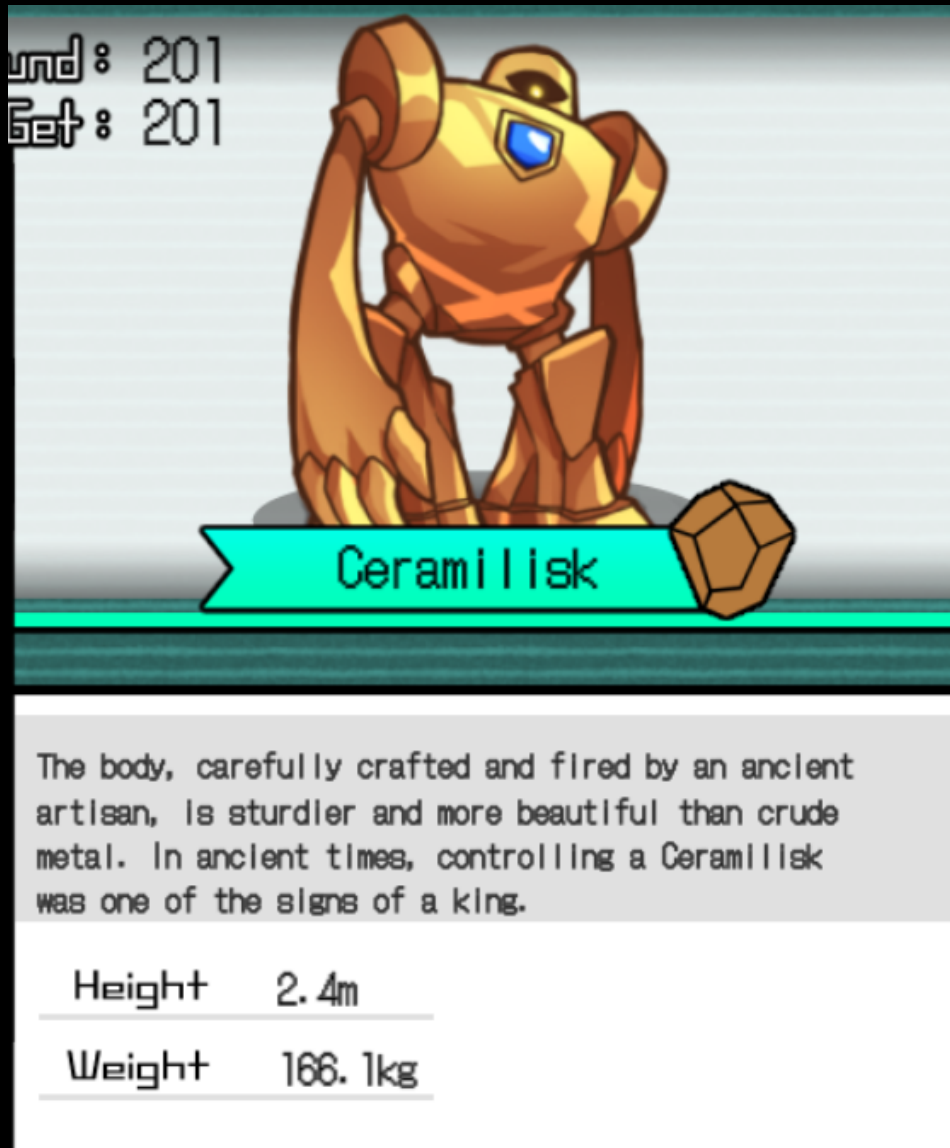 und: 201
Get: 201
Ceramilisk
The body, carefully crafted and fired by an ancient
artisan, is sturdier and more beautiful than crude
metal. In ancient times, controlling a Ceramilisk
was one of the signs of a king.
Height 2.4m
Weight 166.1kg